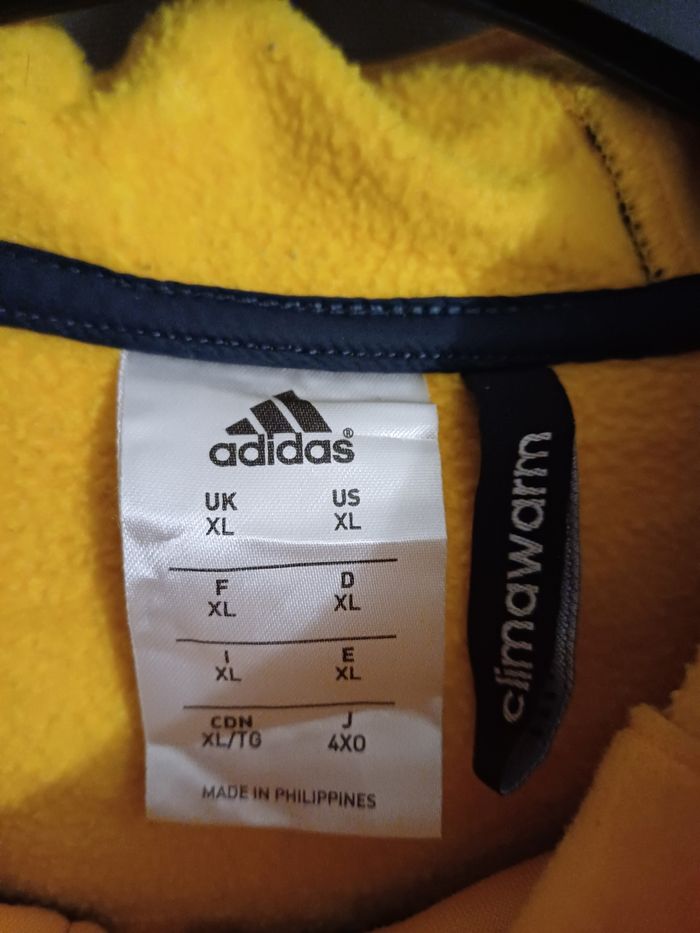 adidas®
UK US
XL XL
F D
XL XL
I E
XL XL
CDN J
XL/TG 4XO
MADE IN PHILIPPINES
climawarm